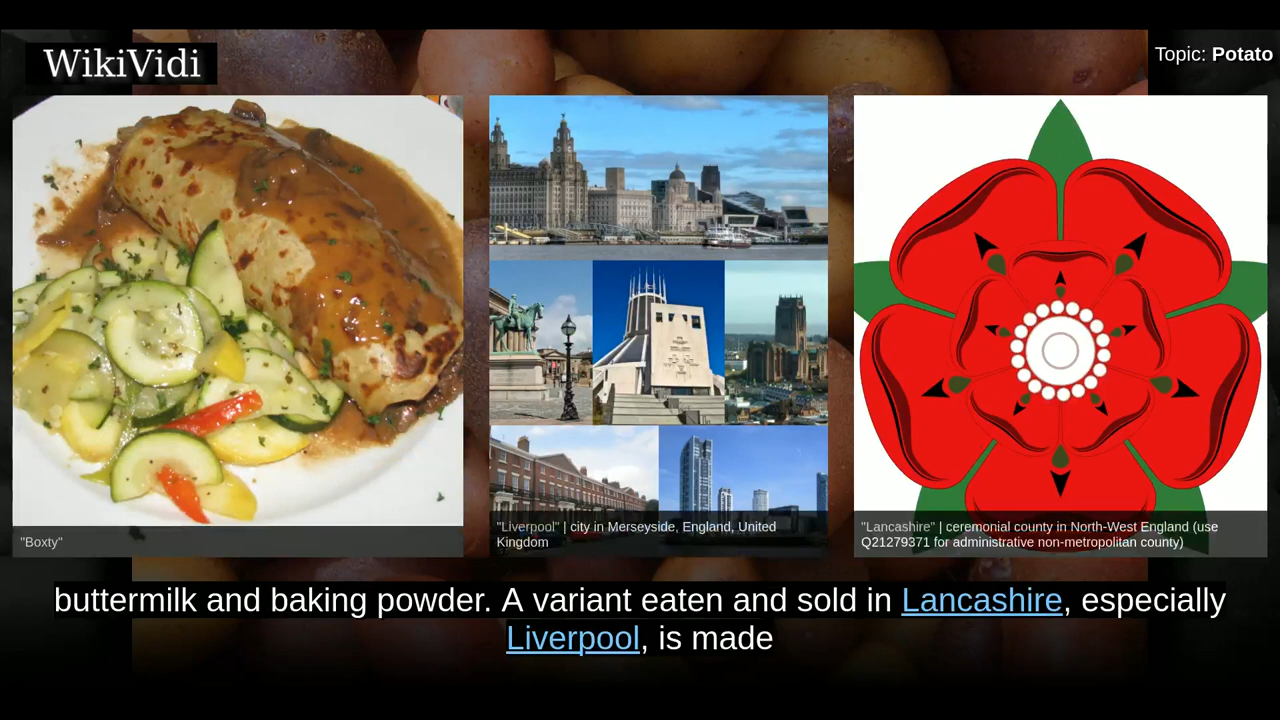 WikiVidi
Topic: Potato
"Boxty"
"Liverpool" | city in Merseyside, England, United
Kingdom
"Lancashire" | ceremonial county in North-West England (use
Q21279371 for administrative non-metropolitan county)
buttermilk and baking powder. A variant eaten and sold in Lancashire, especially
Liverpool, is made